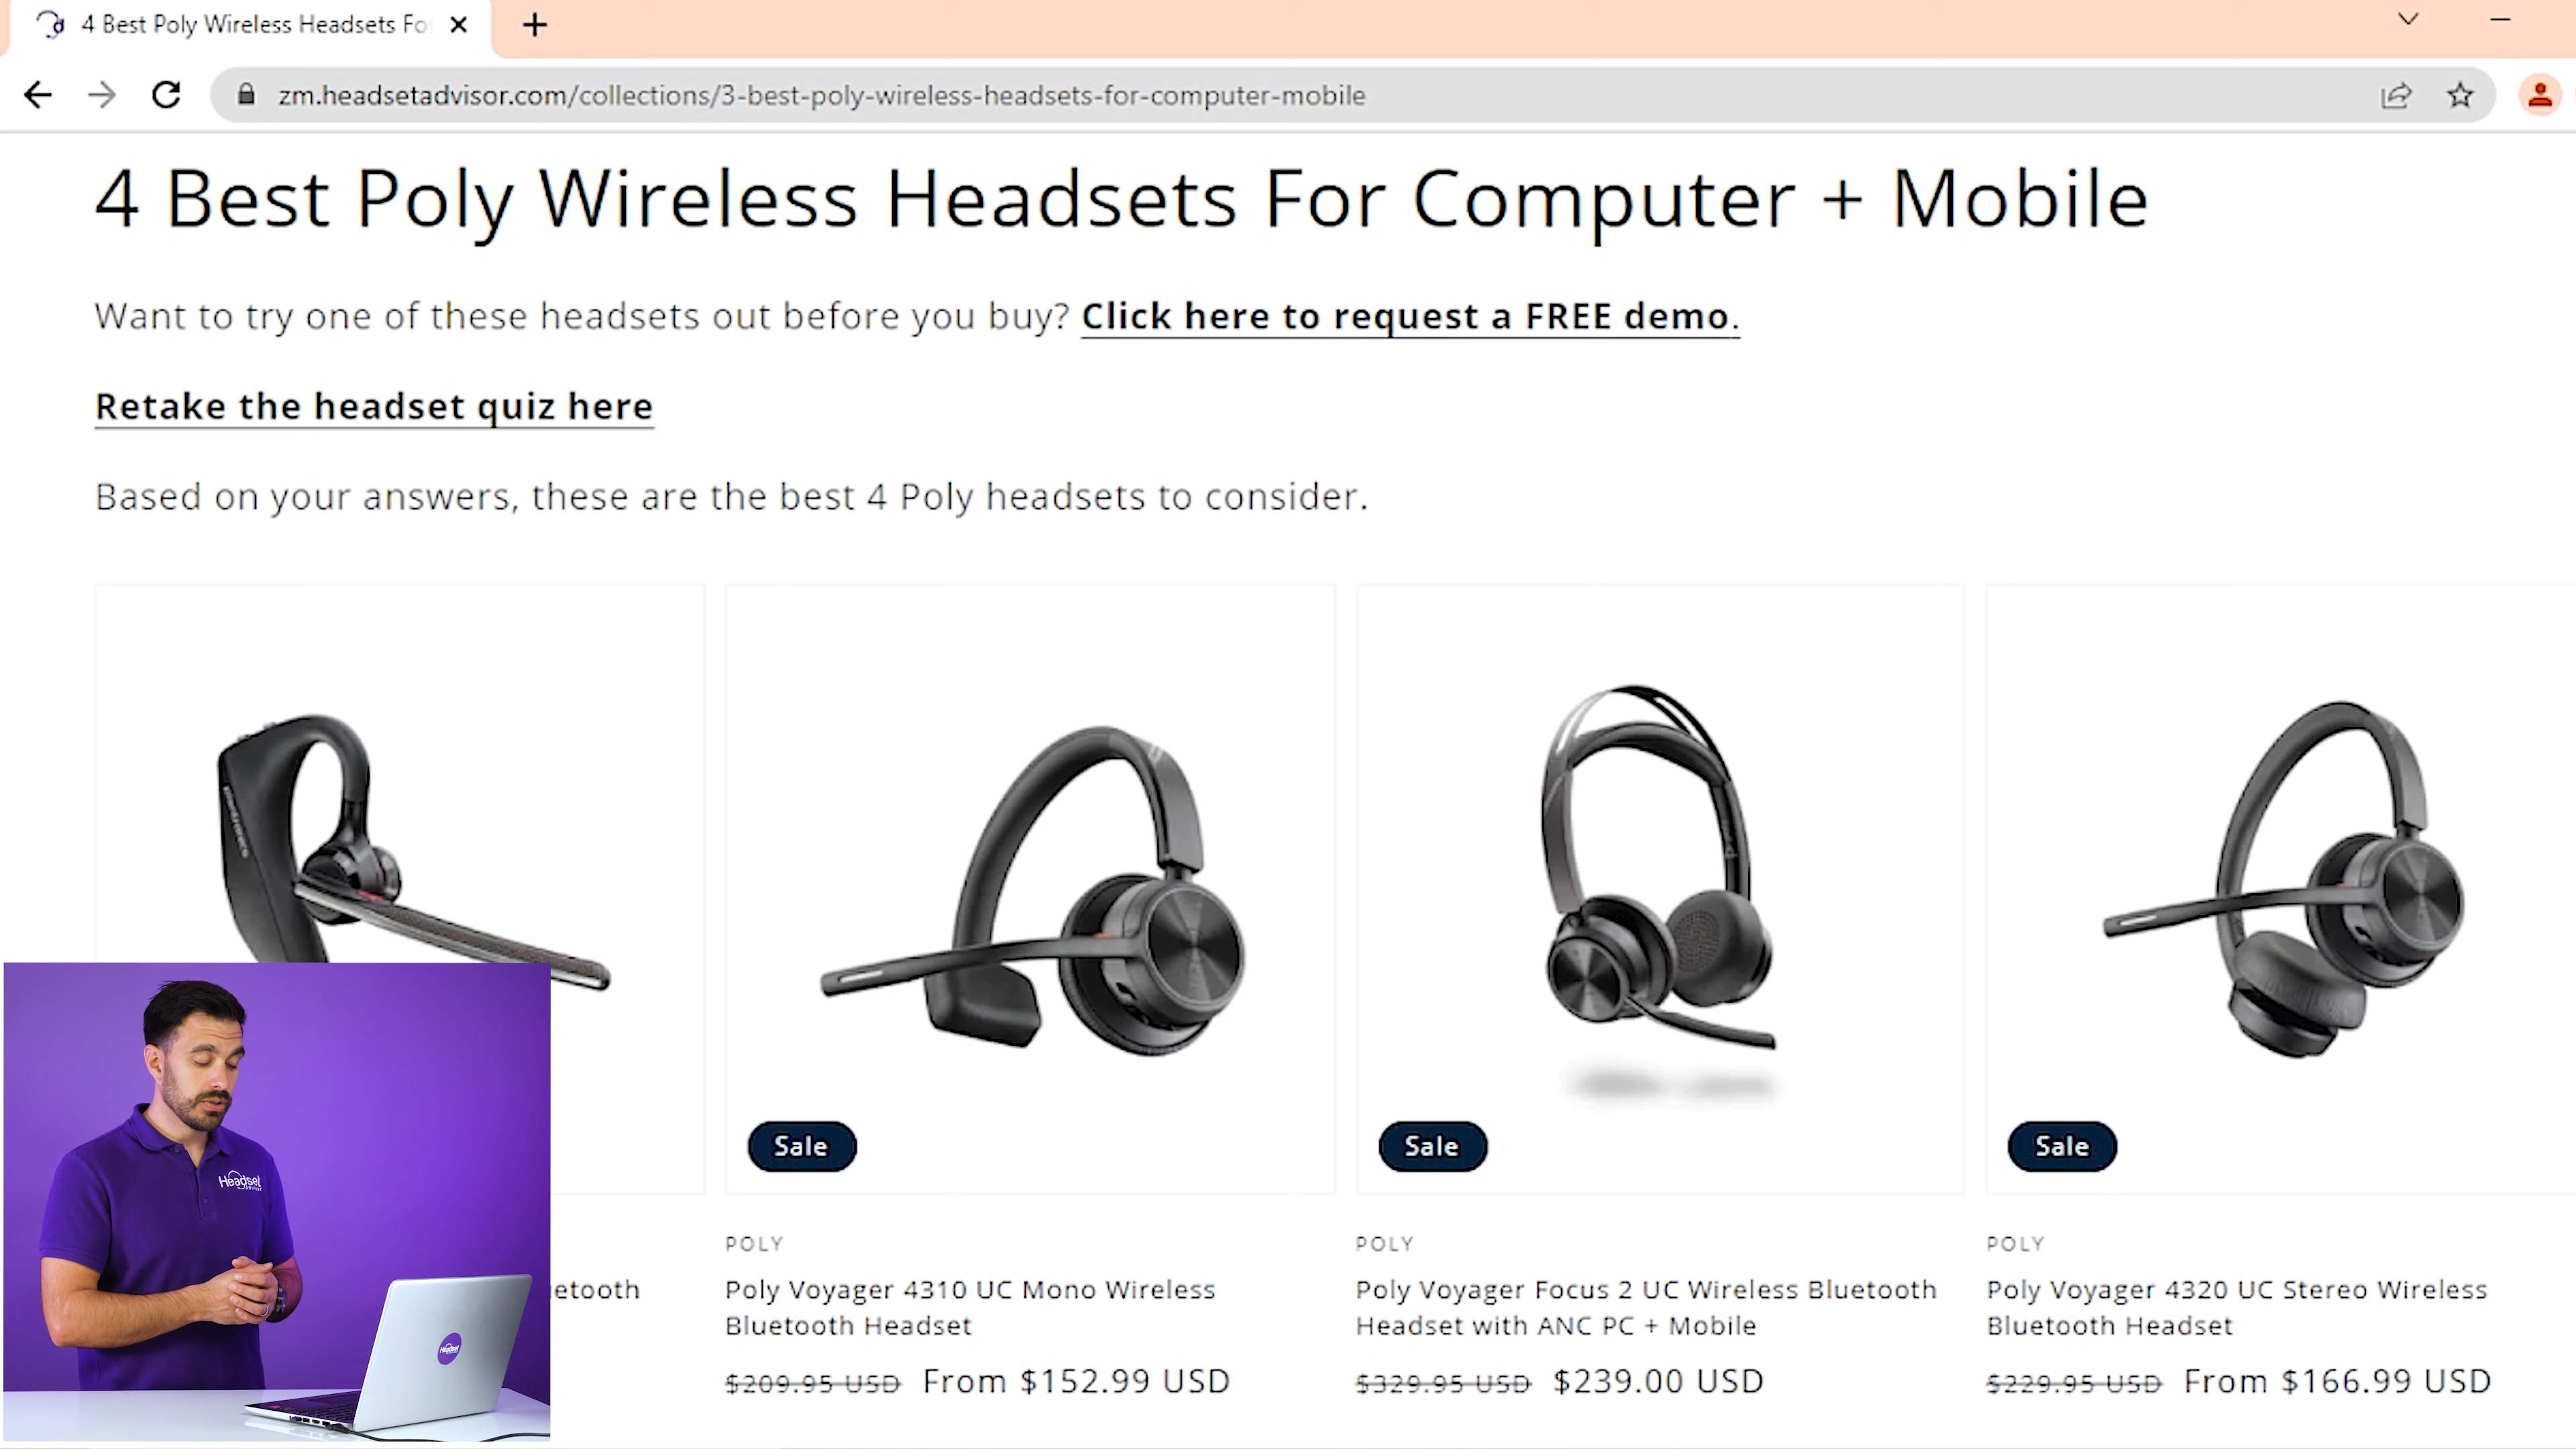 4 Best Poly Wireless Headsets Fo
zm.headsetadvisor.com/collections/3-best-poly-wireless-headsets-for-computer-mobile
4 Best Poly Wireless Headsets For Computer + Mobile
Want to try one of these headsets out before you buy? Click here to request a FREE demo.
Retake the headset quiz here
Based on your answers, these are the best 4 Poly headsets to consider.
plantronics
Sale
Sale
Sale
Headset
Headset
etooth
POLY
Poly Voyager 4310 UC Mono Wireless
Bluetooth Headset
$209.95 USD From $152.99 USD
POLY
Poly Voyager Focus 2 UC Wireless Bluetooth
Headset with ANC PC + Mobile
$329.95 USD $239.00 USD
POLY
Poly Voyager 4320 UC Stereo Wireless
Bluetooth Headset
$229.95 USD From $166.99 USD